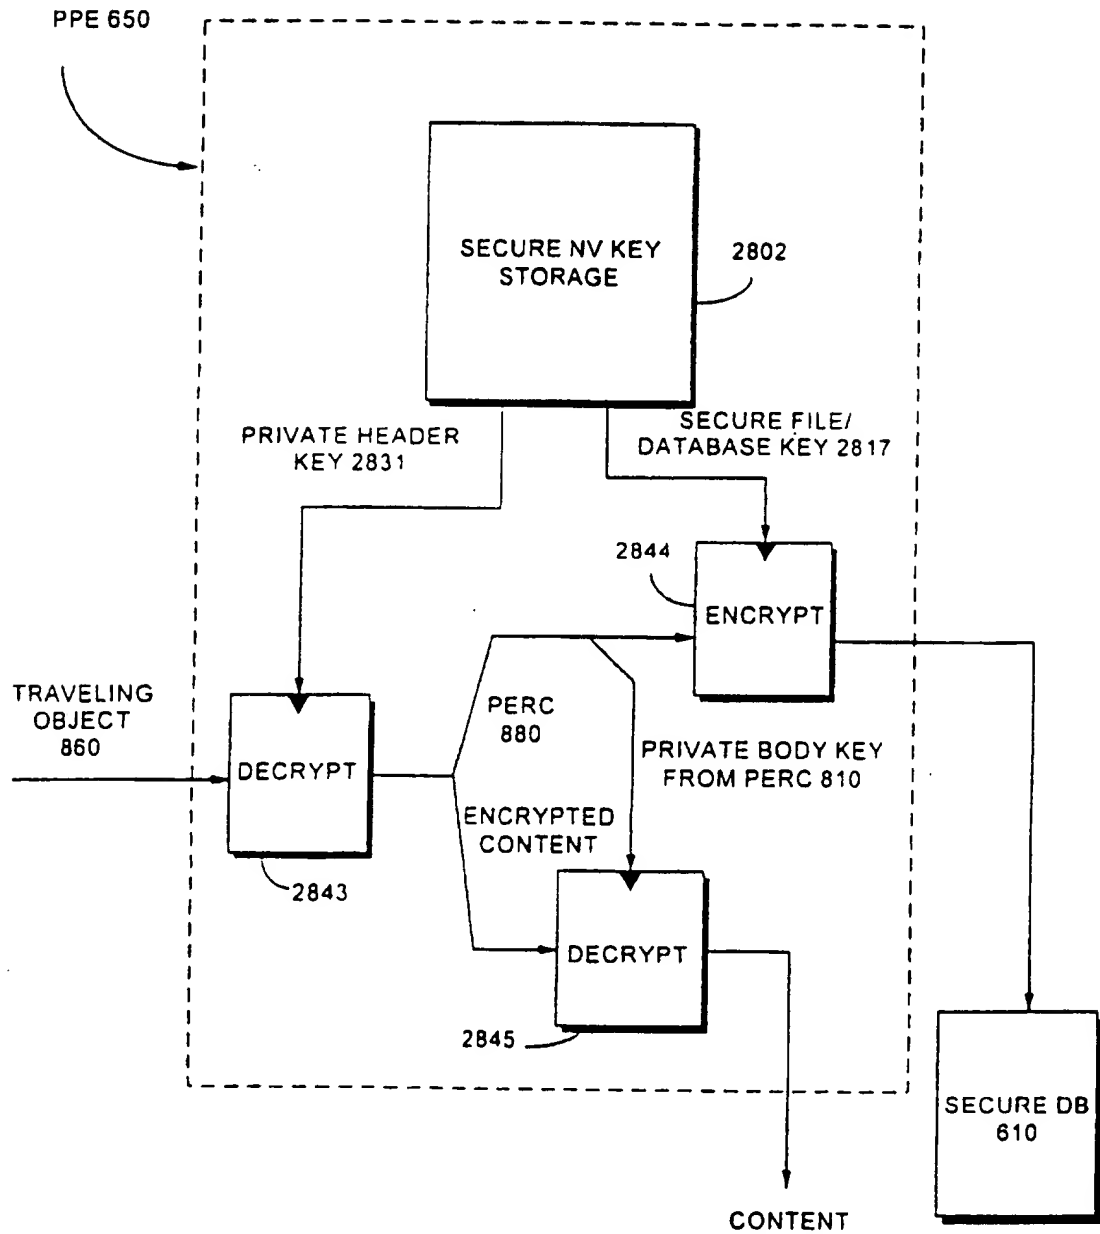 PPE 650
SECURE NV KEY
STORAGE
2802
PRIVATE HEADER
KEY 2831
SECURE FILE/
DATABASE KEY 2817
2844
ENCRYPT
TRAVELING
OBJECT
860
DECRYPT
PERC
880
PRIVATE BODY KEY
FROM PERC 810
ENCRYPTED
CONTENT
2843
DECRYPT
2845
SECURE DB
610
CONTENT